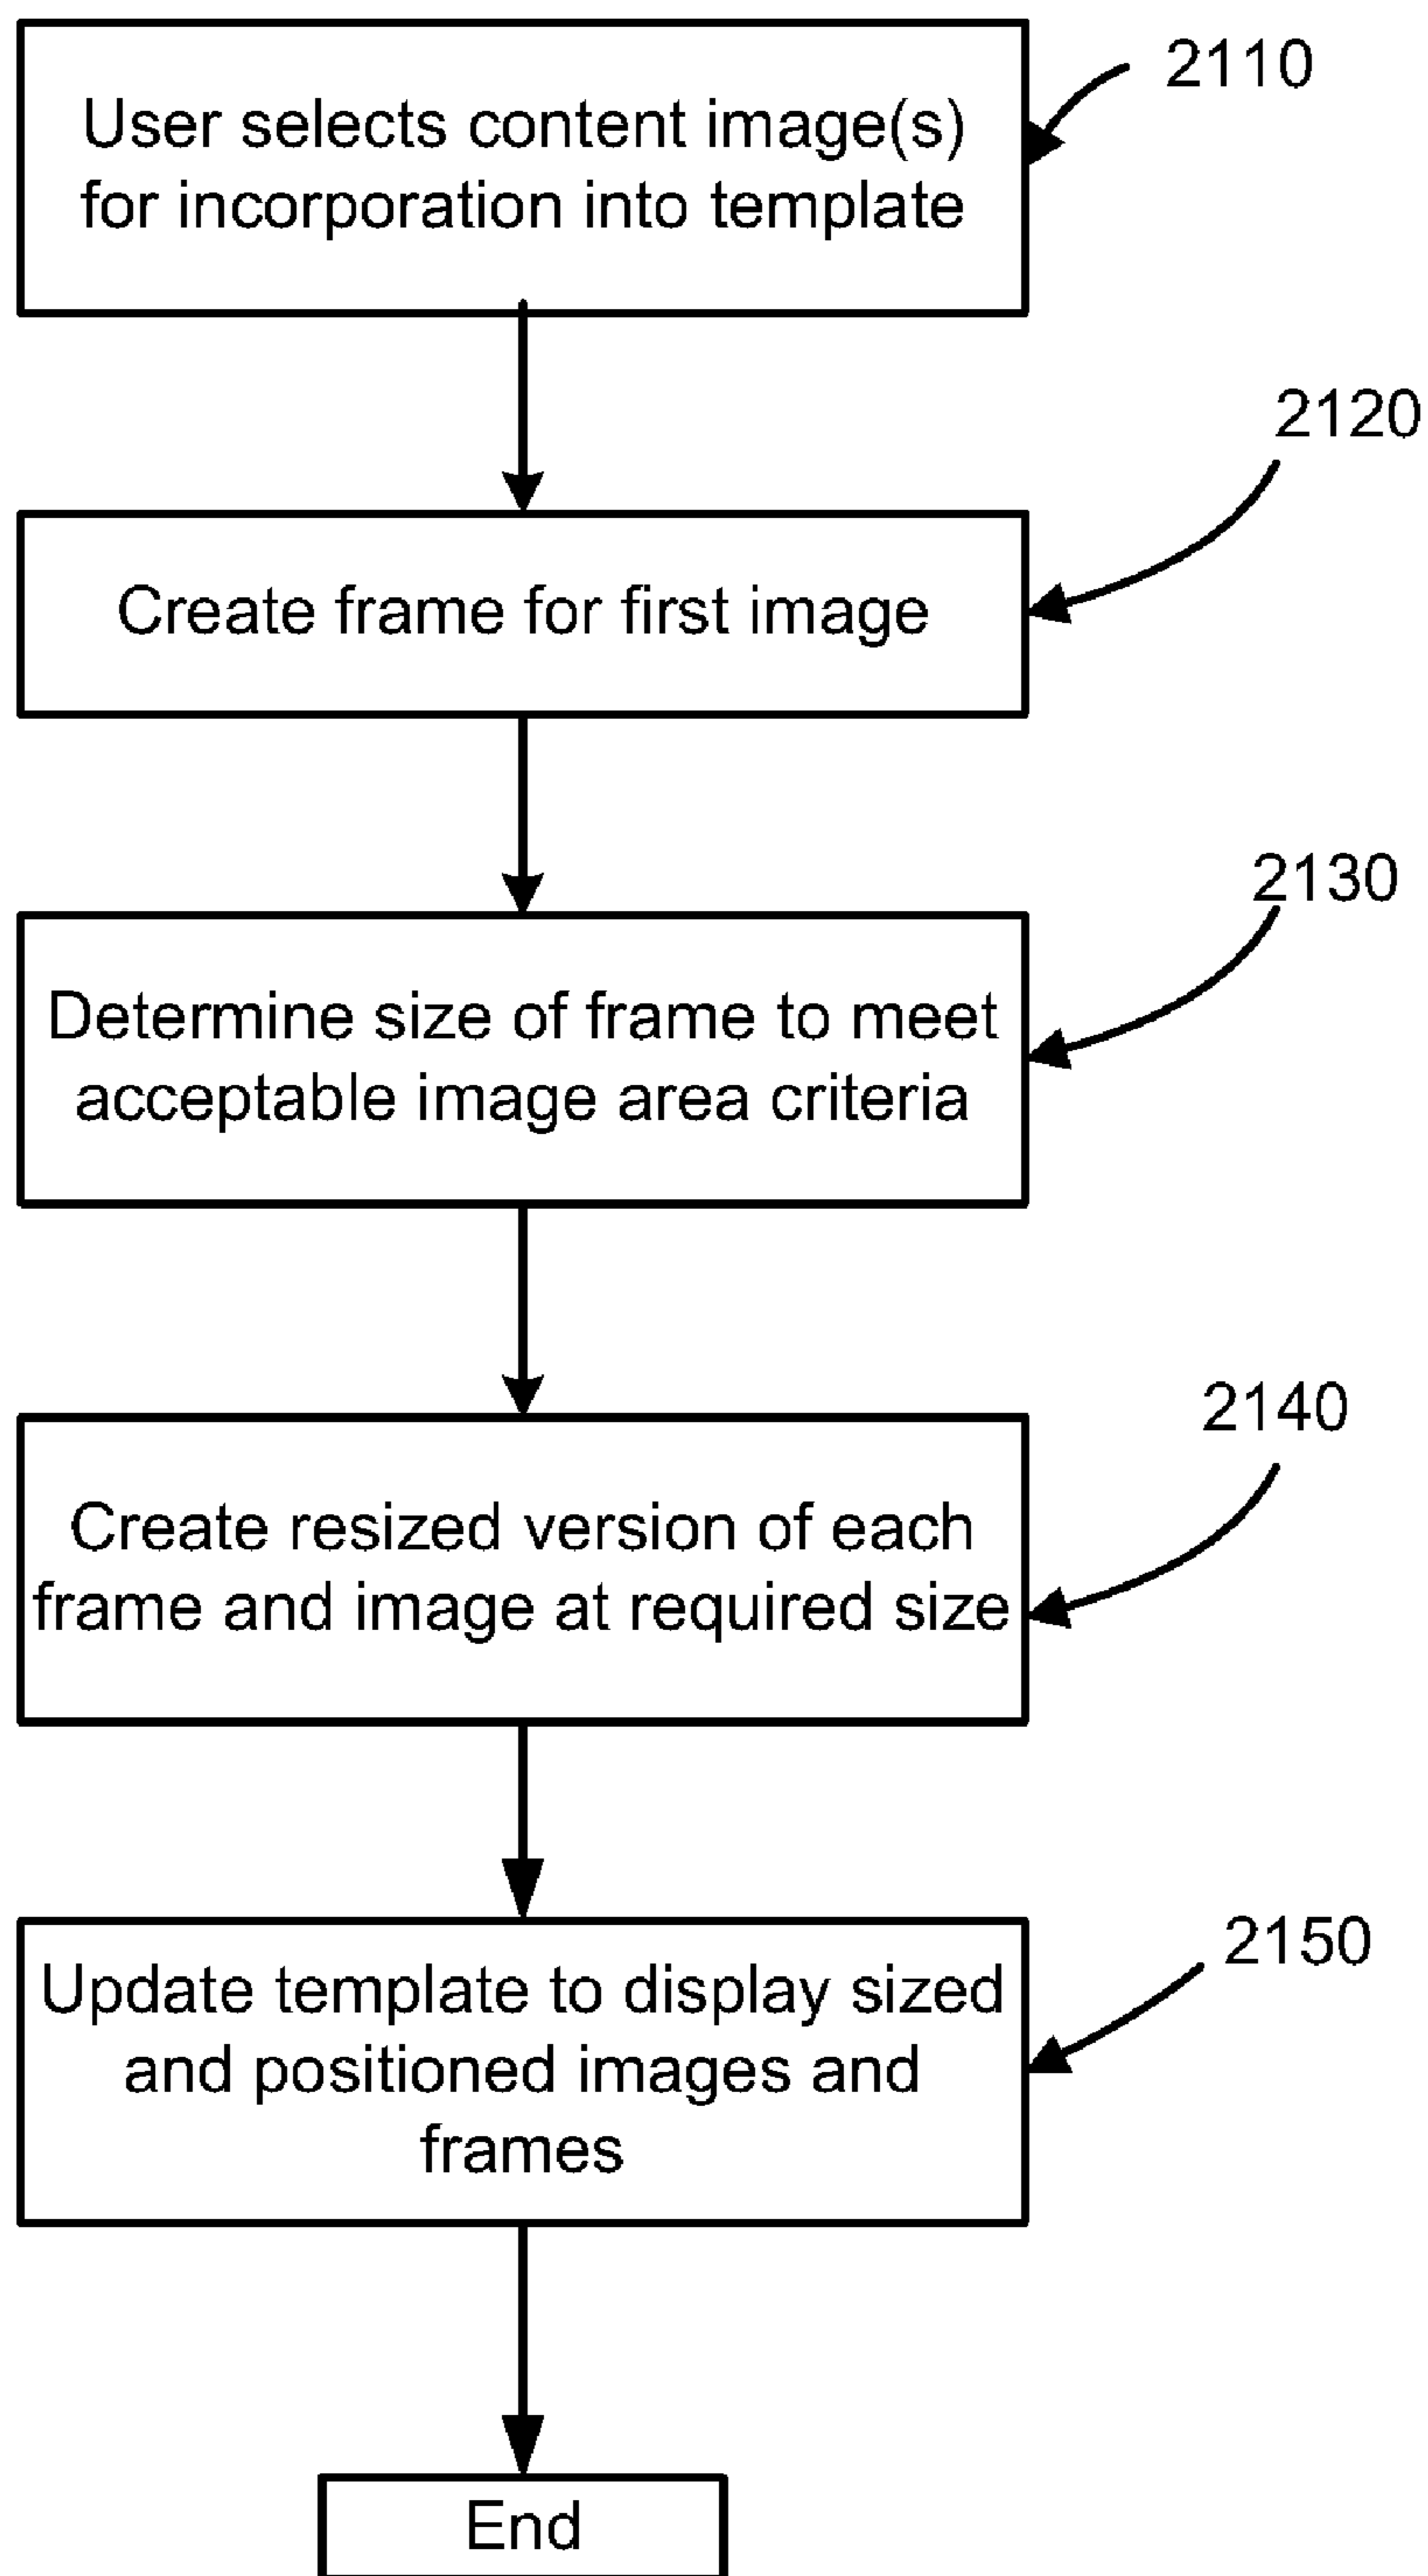 User selects content image(s)
for incorporation into template
2110
Create frame for first image
2120
Determine size of frame to meet
acceptable image area criteria
2130
Create resized version of each
frame and image at required size
2140
Update template to display sized
and positioned images and
frames
2150
End